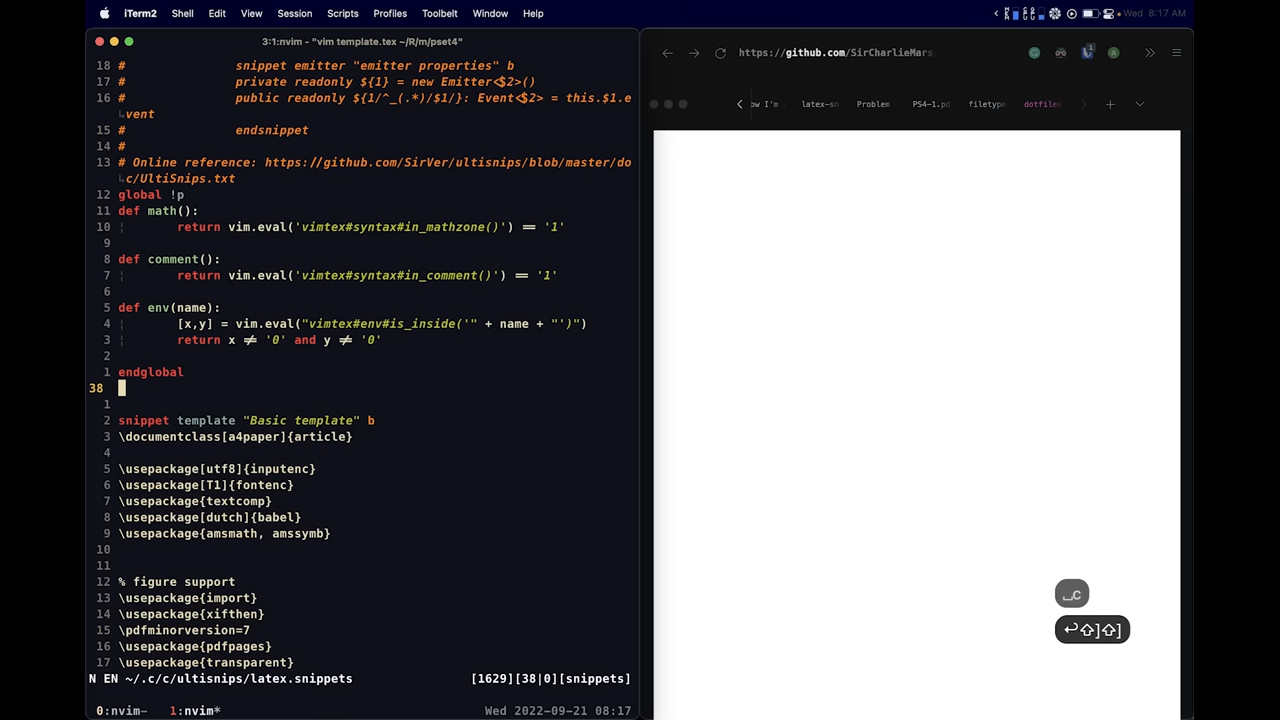 iTerm2 Shell Edit View Session Scripts Profiles Toolbelt Window Help
Wed 8:17 AM
3:1:nvim - "vim template.tex ~/R/m/pset4"
18 # snippet emitter "emitter properties" b
17 # private readonly ${1} = new Emitter<$2>()
16 # public readonly ${1/^_(.*)/$1/}: Event<$2> = this.$1.e
↳vent
15 # endsnippet
14 #
13 # Online reference: https://github.com/SirVer/ultisnips/blob/master/do
↳c/UltiSnips.txt
12 global !p
11 def math():
10 ¦ return vim.eval('vimtex#syntax#in_mathzone()') == '1'
9
8 def comment():
7 ¦ return vim.eval('vimtex#syntax#in_comment()') == '1'
6
5 def env(name):
4 ¦ [x,y] = vim.eval("vimtex#env#is_inside('" + name + "')")
3 ¦ return x ≠ '0' and y ≠ '0'
2
1 endglobal
38
1
2 snippet template "Basic template" b
3 \documentclass[a4paper]{article}
4
5 \usepackage[utf8]{inputenc}
6 \usepackage[T1]{fontenc}
7 \usepackage{textcomp}
8 \usepackage[dutch]{babel}
9 \usepackage{amsmath, amssymb}
10
11
12 % figure support
13 \usepackage{import}
14 \usepackage{xifthen}
15 \pdfminorversion=7
16 \usepackage{pdfpages}
17 \usepackage{transparent}
N EN ~/.c/c/ultisnips/latex.snippets [1629][38|0][snippets]
0:nvim- 1:nvim* Wed 2022-09-21 08:17
https://github.com/SirCharlieMars
ow I'm latex-sn Problem PS4-1.pd filetype dotfiles
␣c
↩⇧]⇧]